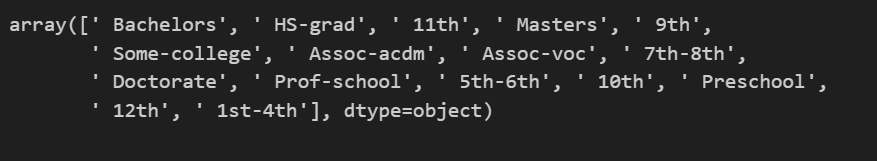 array([' Bachelors', ' HS-grad', ' 11th', ' Masters', ' 9th',
       ' Some-college', ' Assoc-acdm', ' Assoc-voc', ' 7th-8th',
       ' Doctorate', ' Prof-school', ' 5th-6th', ' 10th', ' Preschool',
       ' 12th', ' 1st-4th'], dtype=object)